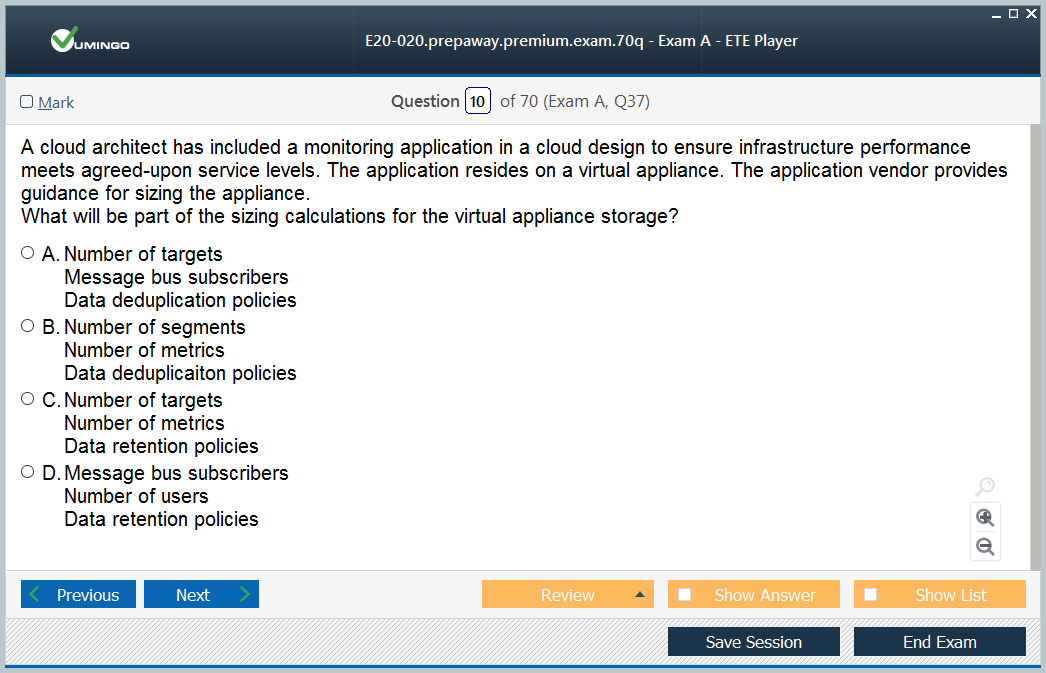 VUMINGO
E20-020.prepaway.premium.exam.70q - Exam A - ETE Player
Mark
Question 10 of 70 (Exam A, Q37)
A cloud architect has included a monitoring application in a cloud design to ensure infrastructure performance
meets agreed-upon service levels. The application resides on a virtual appliance. The application vendor provides
guidance for sizing the appliance.
What will be part of the sizing calculations for the virtual appliance storage?
A. Number of targets
Message bus subscribers
Data deduplication policies
B. Number of segments
Number of metrics
Data deduplicaiton policies
C. Number of targets
Number of metrics
Data retention policies
D. Message bus subscribers
Number of users
Data retention policies
Previous
Next
Review
Show Answer
Show List
Save Session
End Exam